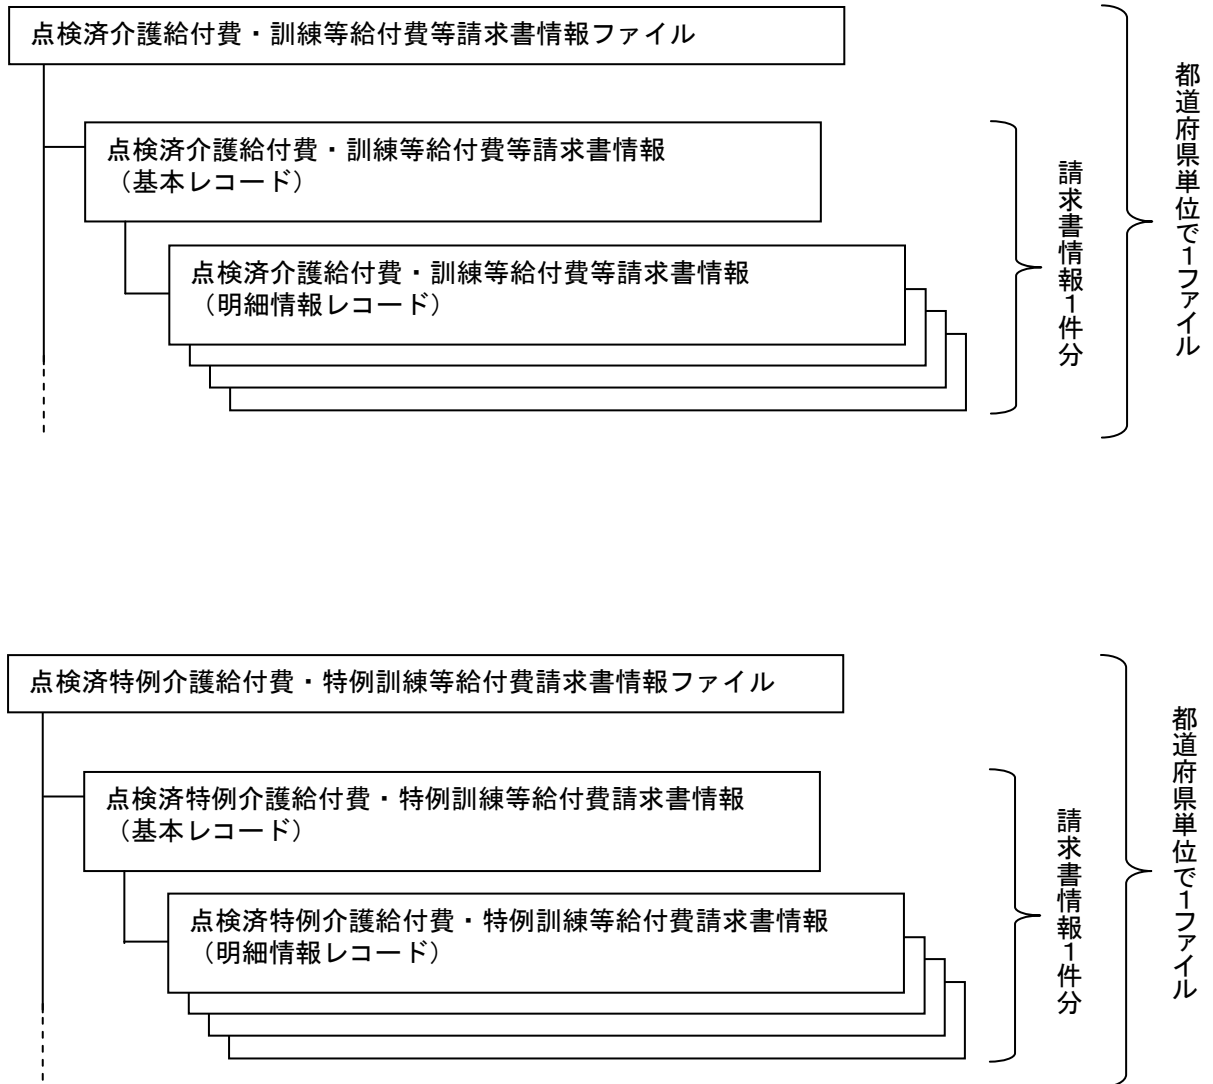 点検済介護給付費・訓練等給付費等請求書情報ファイル
点検済介護給付費・訓練等給付費等請求書情報
（基本レコード）
点検済介護給付費・訓練等給付費等請求書情報
（明細情報レコード）
請求書情報1件分
都道府県単位で1ファイル
点検済特例介護給付費・特例訓練等給付費請求書情報ファイル
点検済特例介護給付費・特例訓練等給付費請求書情報
（基本レコード）
点検済特例介護給付費・特例訓練等給付費請求書情報
（明細情報レコード）
請求書情報1件分
都道府県単位で1ファイル